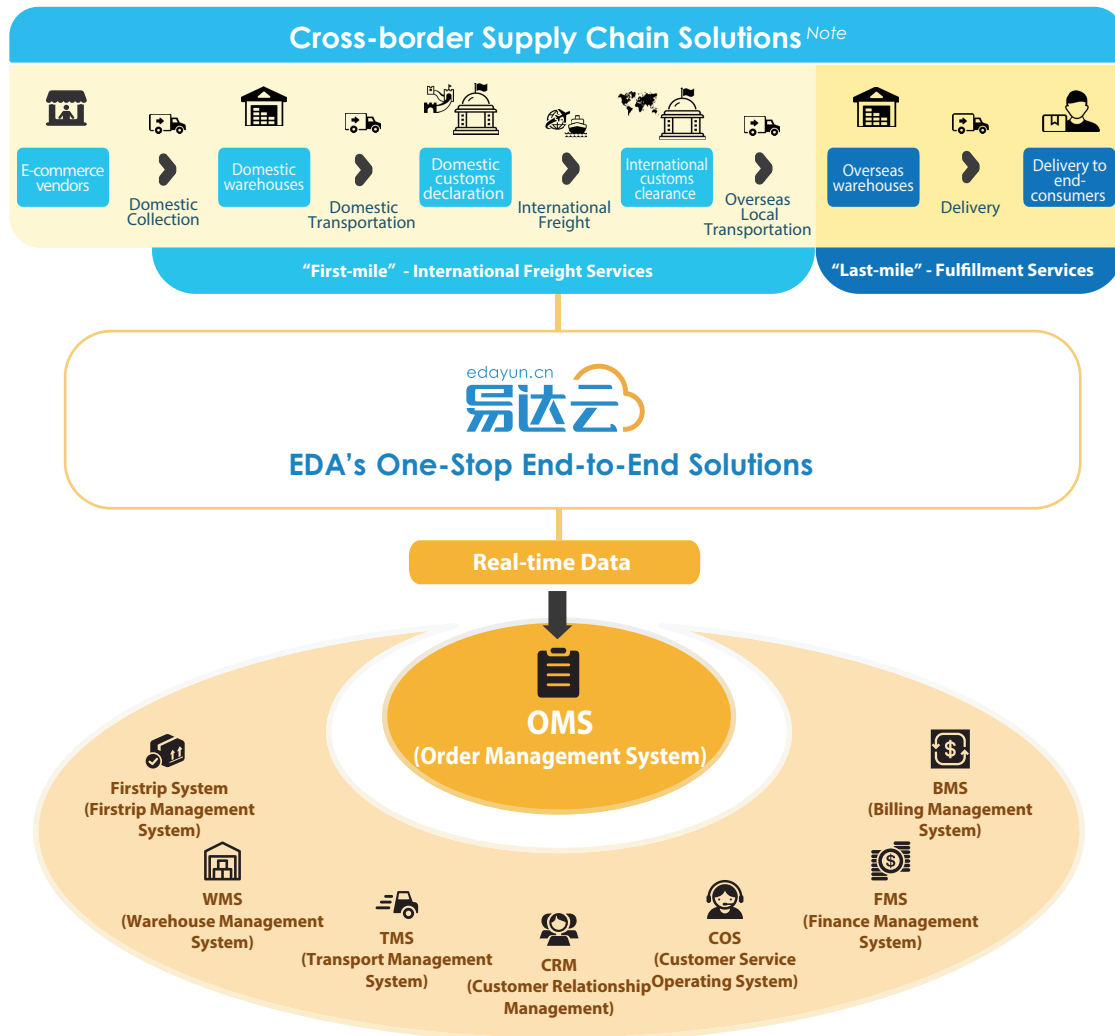 Cross-border Supply Chain Solutions Note
E-commerce
vendors
Domestic
Collection
Domestic
warehouses
Domestic
Transportation
Domestic
customs
declaration
International
Freight
International
customs
clearance
Overseas
Local
Transportation
Overseas
warehouses
Delivery
Delivery to
end-
consumers
“First-mile” - International Freight Services
“Last-mile” - Fulfillment Services
edayun.cn
易达云
EDA’s One-Stop End-to-End Solutions
Real-time Data
OMS
(Order Management System)
Firstrip System
(Firstrip Management
System)
WMS
(Warehouse Management
System)
TMS
(Transport Management
System)
CRM
(Customer Relationship
Management)
COS
(Customer Service
Operating System)
FMS
(Finance Management
System)
BMS
(Billing Management
System)